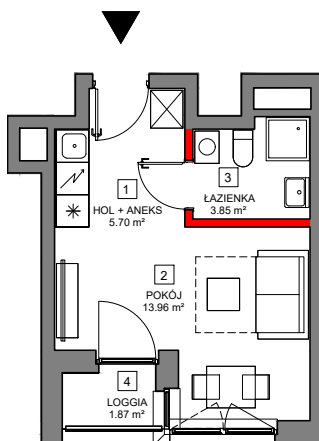 1
HOL + ANEKS
5.70 m²
3
ŁAZIENKA
3.85 m²
2
POKÓJ
13.96 m²
4
LOGGIA
1.87 m²